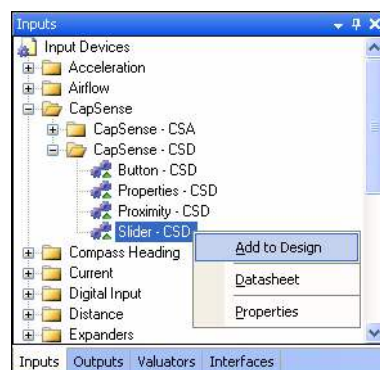 Inputs
Input Devices
Acceleration
Airflow
CapSense
CapSense - CSA
CapSense - CSD
Button - CSD
Properties - CSD
Proximity - CSD
Slider - CSD
Add to Design
Compass Heading
Current
Datasheet
Digital Input
Distance
Properties
Expanders
Inputs Outputs Valuators Interfaces